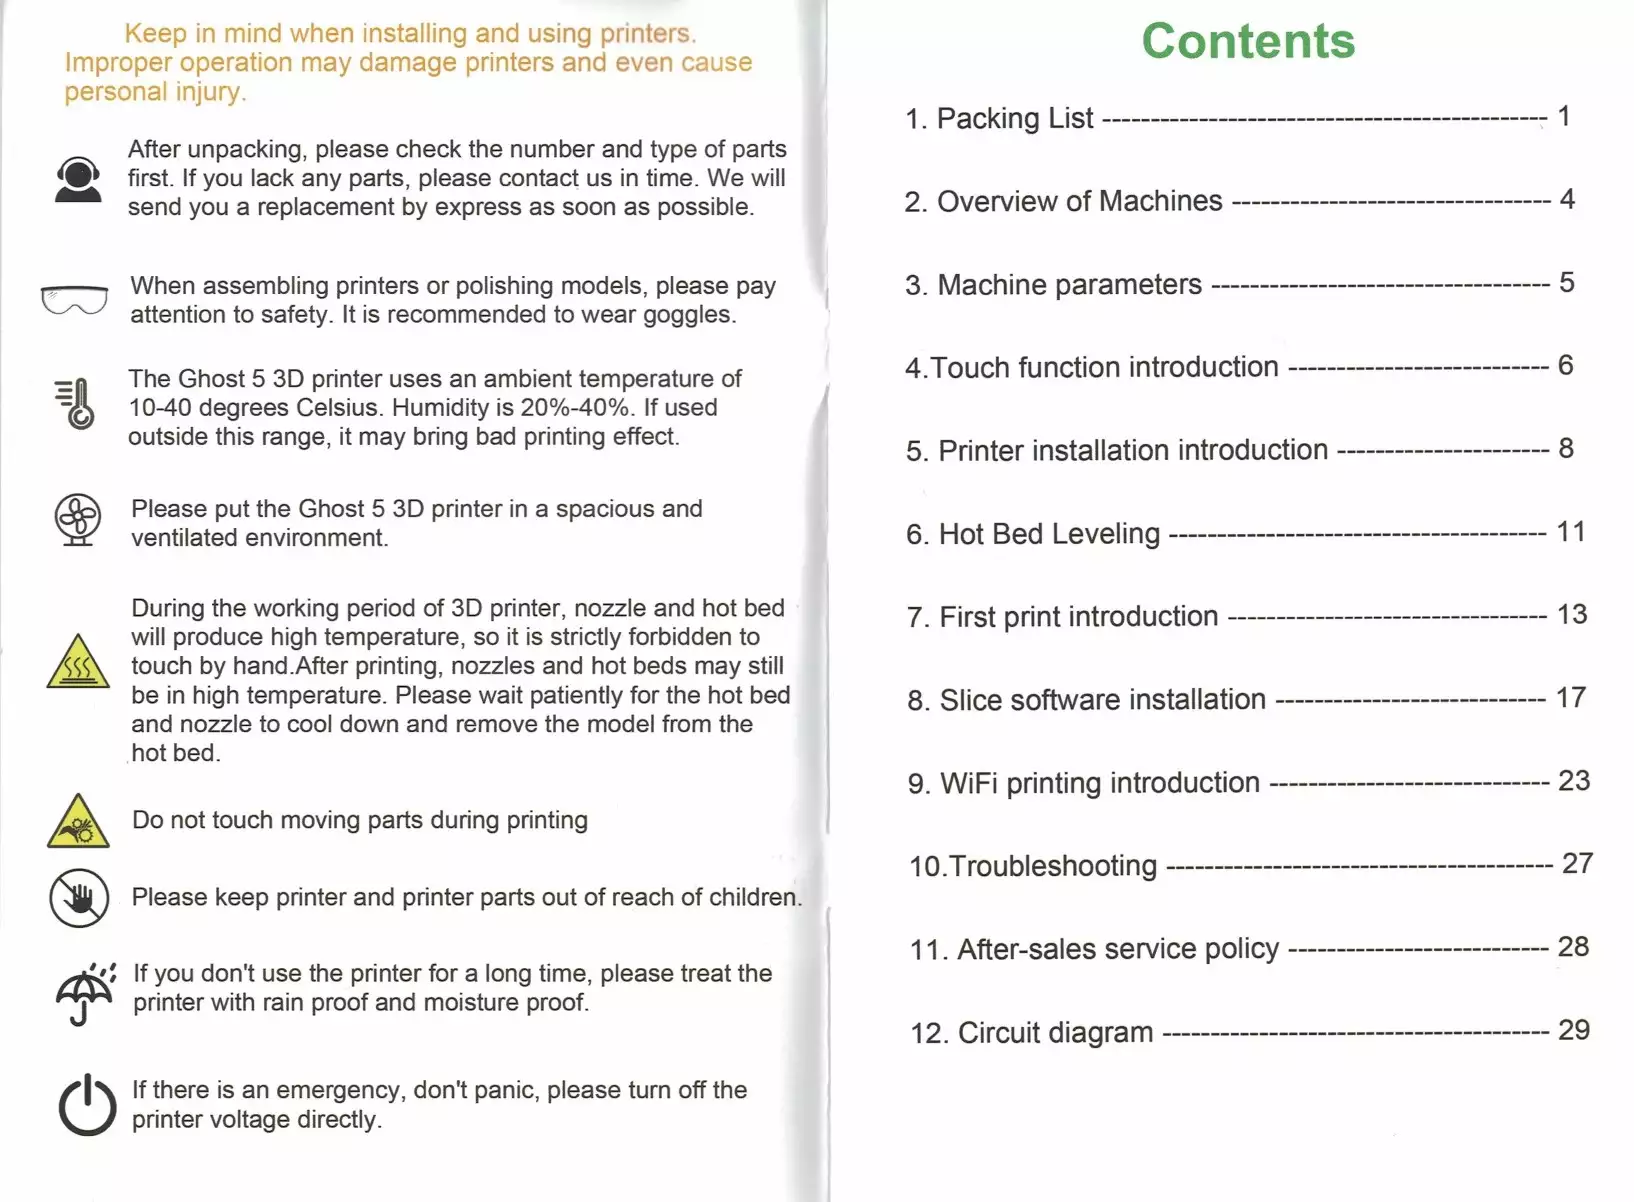 Keep in mind when installing and using printers.
Improper operation may damage printers and even cause
personal injury.
After unpacking, please check the number and type of parts
first. If you lack any parts, please contact us in time. We will
send you a replacement by express as soon as possible.
When assembling printers or polishing models, please pay
attention to safety. It is recommended to wear goggles.
The Ghost 5 3D printer uses an ambient temperature of
10-40 degrees Celsius. Humidity is 20%-40%. If used
outside this range, it may bring bad printing effect.
Please put the Ghost 5 3D printer in a spacious and
ventilated environment.
During the working period of 3D printer, nozzle and hot bed
will produce high temperature, so it is strictly forbidden to
touch by hand.After printing, nozzles and hot beds may still
be in high temperature. Please wait patiently for the hot bed
and nozzle to cool down and remove the model from the
hot bed.
Do not touch moving parts during printing
Please keep printer and printer parts out of reach of children.
If you don't use the printer for a long time, please treat the
printer with rain proof and moisture proof.
If there is an emergency, don't panic, please turn off the
printer voltage directly.
Contents
1. Packing List ---------------------------------------------- 1
2. Overview of Machines --------------------------------- 4
3. Machine parameters ----------------------------------- 5
4.Touch function introduction --------------------------- 6
5. Printer installation introduction ---------------------- 8
6. Hot Bed Leveling --------------------------------------- 11
7. First print introduction --------------------------------- 13
8. Slice software installation ---------------------------- 17
9. WiFi printing introduction ----------------------------- 23
10.Troubleshooting ---------------------------------------- 27
11. After-sales service policy --------------------------- 28
12. Circuit diagram ---------------------------------------- 29